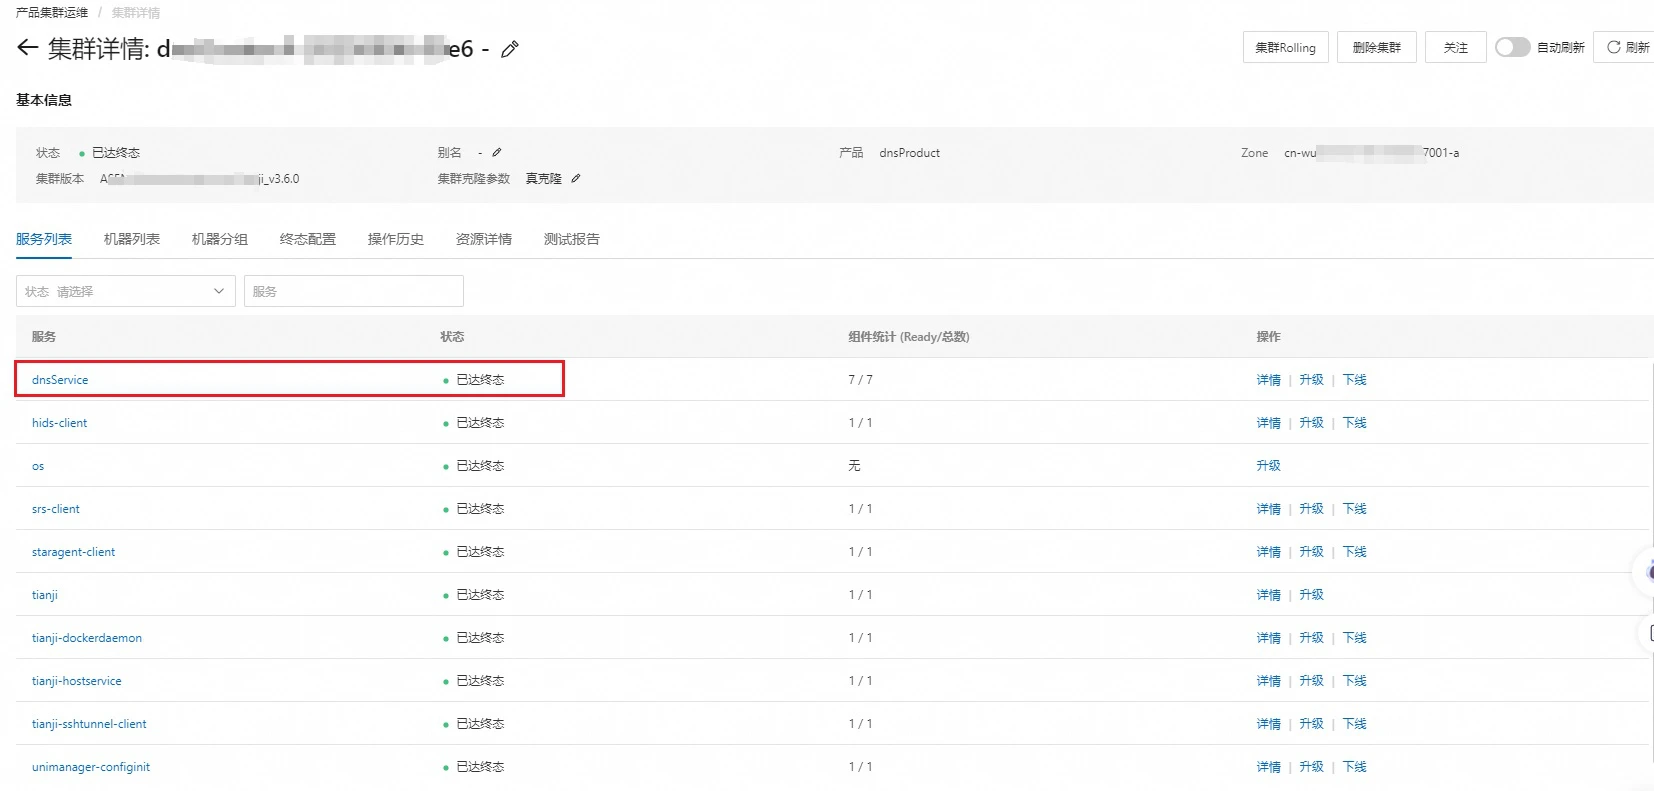 产品集群运维 / 集群详情
集群详情: d e6 -
集群Rolling 删除集群 关注 自动刷新 刷新
基本信息
状态 已达终态 别名 - 产品 dnsProduct Zone cn-wu 7001-a
集群版本 ji_v3.6.0 集群克隆参数 真克隆
服务列表 机器列表 机器分组 终态配置 操作历史 资源详情 测试报告
状态 请选择 服务
服务 状态 组件统计 (Ready/总数) 操作
dnsService 已达终态 7 / 7 详情 | 升级 | 下线
hids-client 已达终态 1 / 1 详情 | 升级 | 下线
os 已达终态 无 升级
srs-client 已达终态 1 / 1 详情 | 升级 | 下线
staragent-client 已达终态 1 / 1 详情 | 升级 | 下线
tianji 已达终态 1 / 1 详情 | 升级
tianji-dockerdaemon 已达终态 1 / 1 详情 | 升级 | 下线
tianji-hostservice 已达终态 1 / 1 详情 | 升级 | 下线
tianji-sshtunnel-client 已达终态 1 / 1 详情 | 升级 | 下线
unimanager-configinit 已达终态 1 / 1 详情 | 升级 | 下线